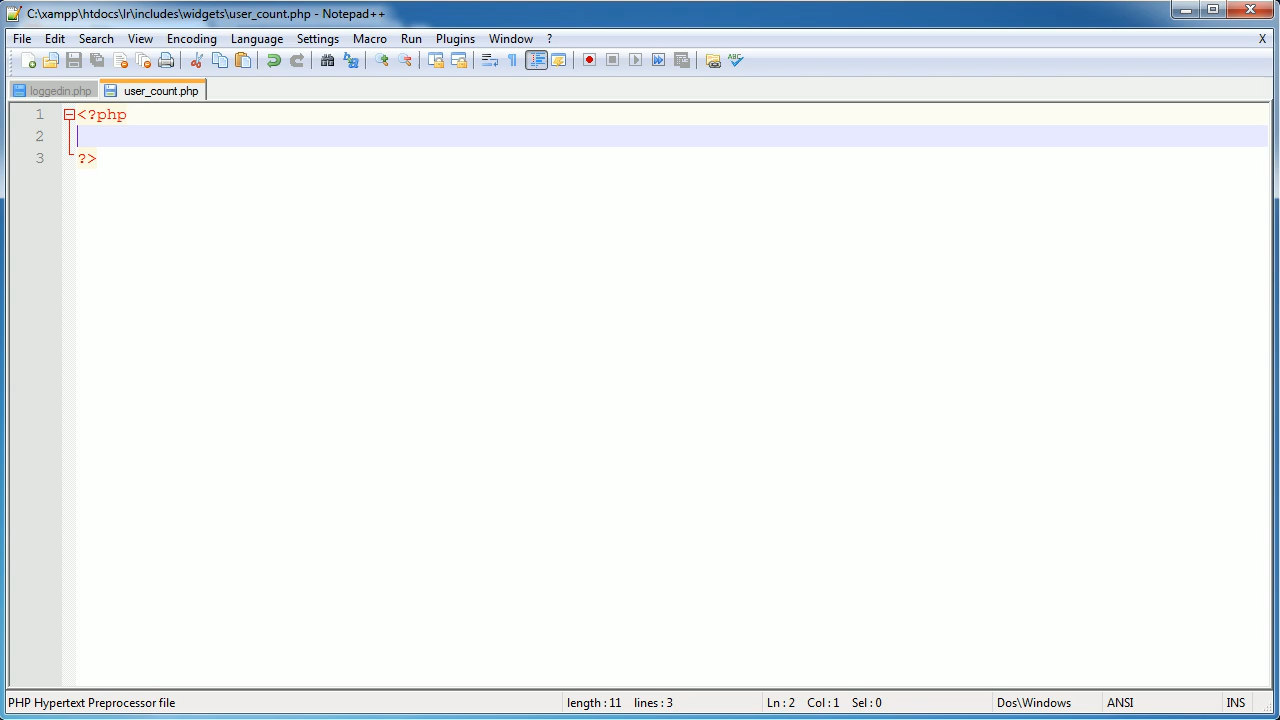 C:\xampp\htdocs\lr\includes\widgets\user_count.php - Notepad++
File Edit Search View Encoding Language Settings Macro Run Plugins Window ? X
loggedin.php user_count.php
1 <?php
2
3 ?>
PHP Hypertext Preprocessor file length : 11 lines : 3 Ln : 2 Col : 1 Sel : 0 Dos\Windows ANSI INS